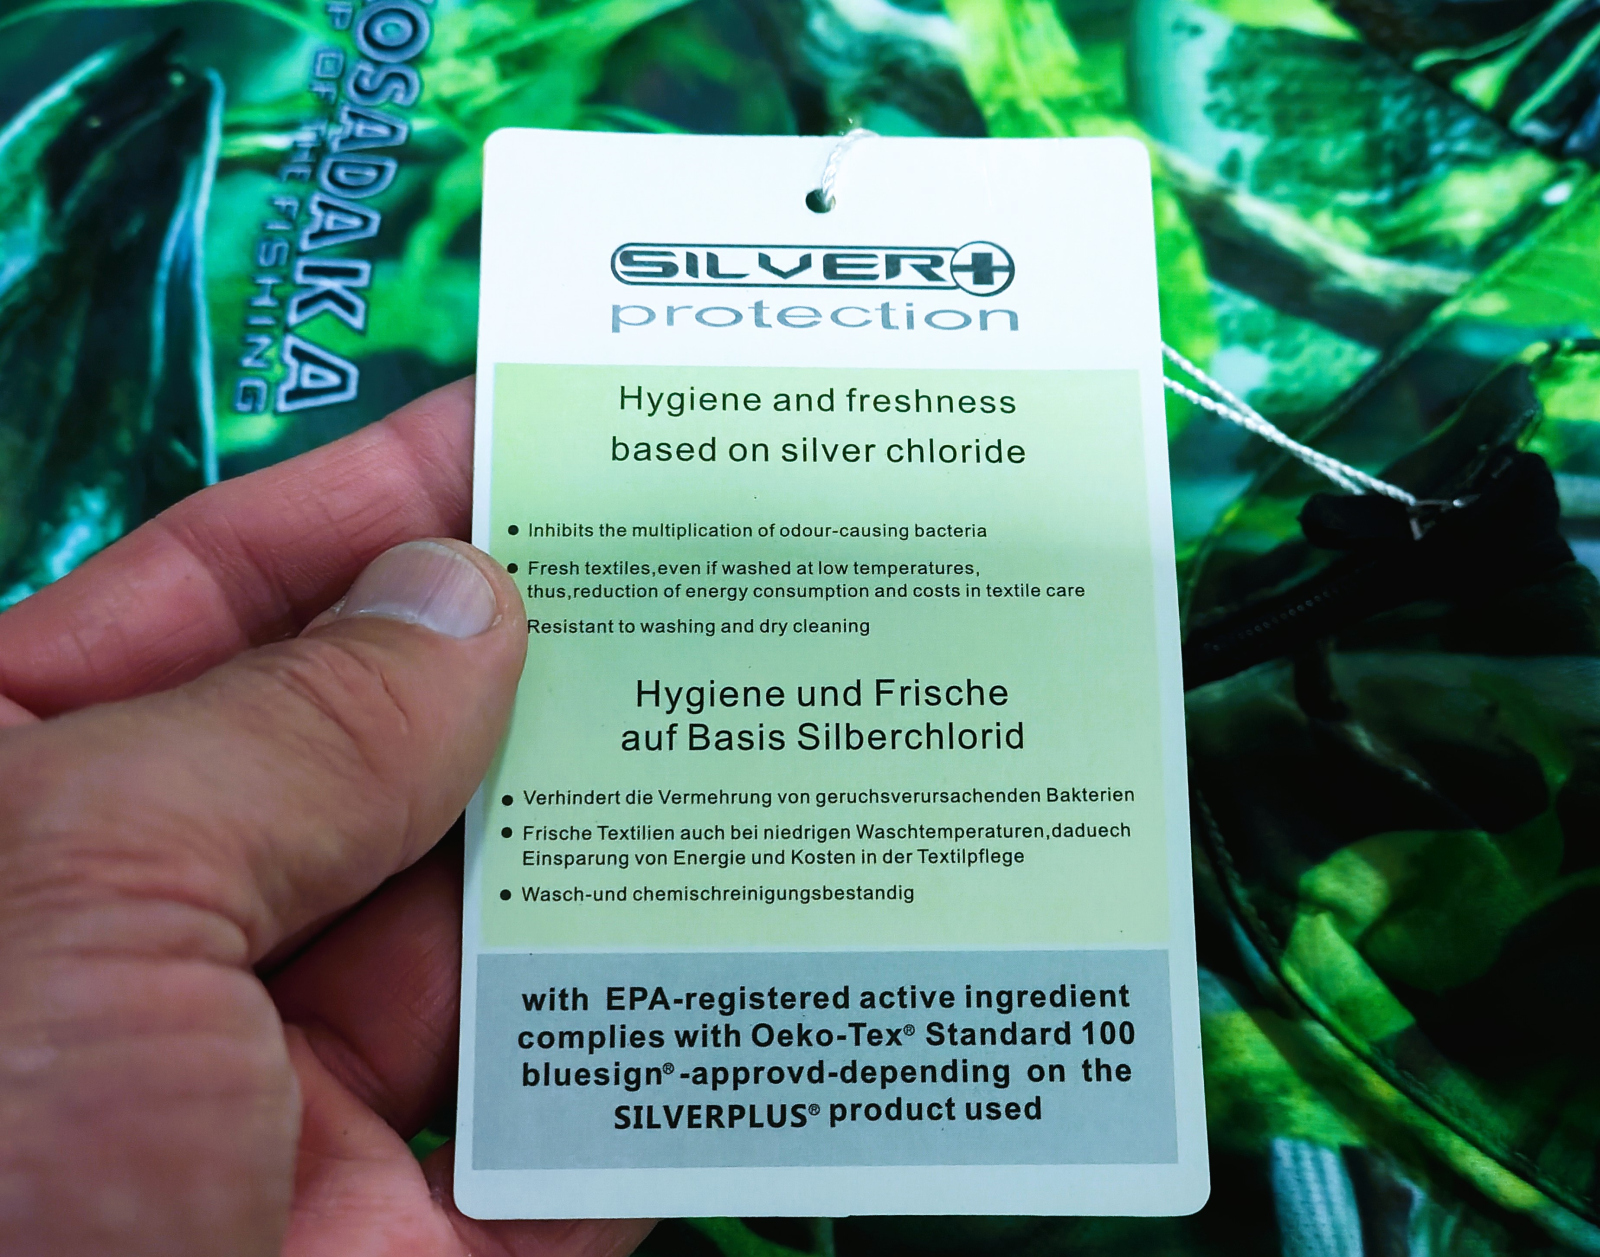 KOSADAKA
P OF THE FISHING
SILVER+
protection
Hygiene and freshness
based on silver chloride
● Inhibits the multiplication of odour-causing bacteria
● Fresh textiles,even if washed at low temperatures,
thus,reduction of energy consumption and costs in textile care
Resistant to washing and dry cleaning
Hygiene und Frische
auf Basis Silberchlorid
● Verhindert die Vermehrung von geruchsverursachenden Bakterien
● Frische Textilien auch bei niedrigen Waschtemperaturen,daduech
Einsparung von Energie und Kosten in der Textilpflege
● Wasch-und chemischreinigungsbestandig
with EPA-registered active ingredient
complies with Oeko-Tex® Standard 100
bluesign®-approvd-depending on the
SILVERPLUS® product used